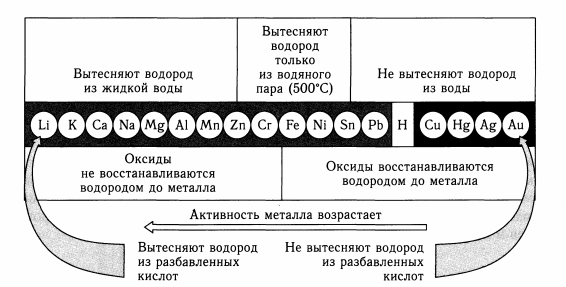 Вытесняют водород
из жидкой воды
Вытесняют
водород
только
из водяного
пара (500°С)
Не вытесняют водород
из воды
Li K Ca Na Mg Al Mn Zn Cr Fe Ni Sn Pb H Cu Hg Ag Au
Оксиды
не восстанавливаются
водородом до металла
Оксиды восстанавливаются
водородом до металла
Активность металла возрастает
Вытесняют водород
из разбавленных
кислот
Не вытесняют водород
из разбавленных
кислот